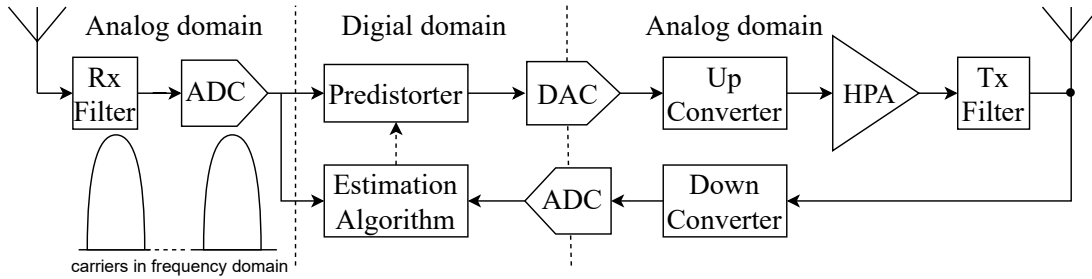 Analog domain
Digial domain
Analog domain
Rx
Filter
ADC
Predistorter
DAC
Up
Converter
HPA
Tx
Filter
Estimation
Algorithm
ADC
Down
Converter
carriers in frequency domain